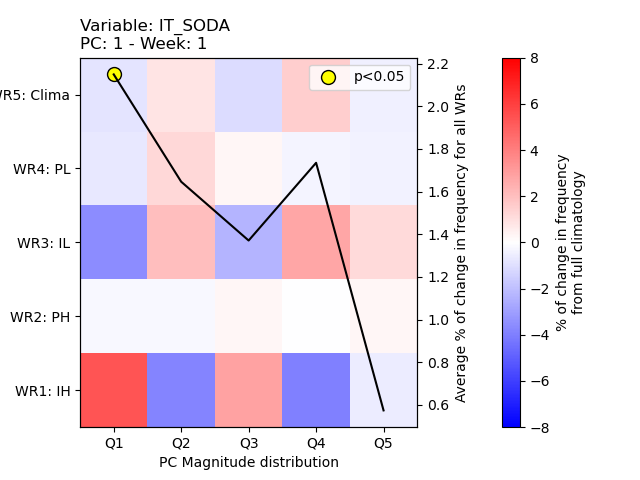 Variable: IT_SODA
PC: 1 - Week: 1
p<0.05
WR5: Clima
WR4: PL
WR3: IL
WR2: PH
WR1: IH
Q1 Q2 Q3 Q4 Q5
PC Magnitude distribution
2.2
2.0
1.8
1.6
1.4
1.2
1.0
0.8
0.6
Average % of change in frequency for all WRs
8
6
4
2
0
−2
−4
−6
−8
% of change in frequency
from full climatology